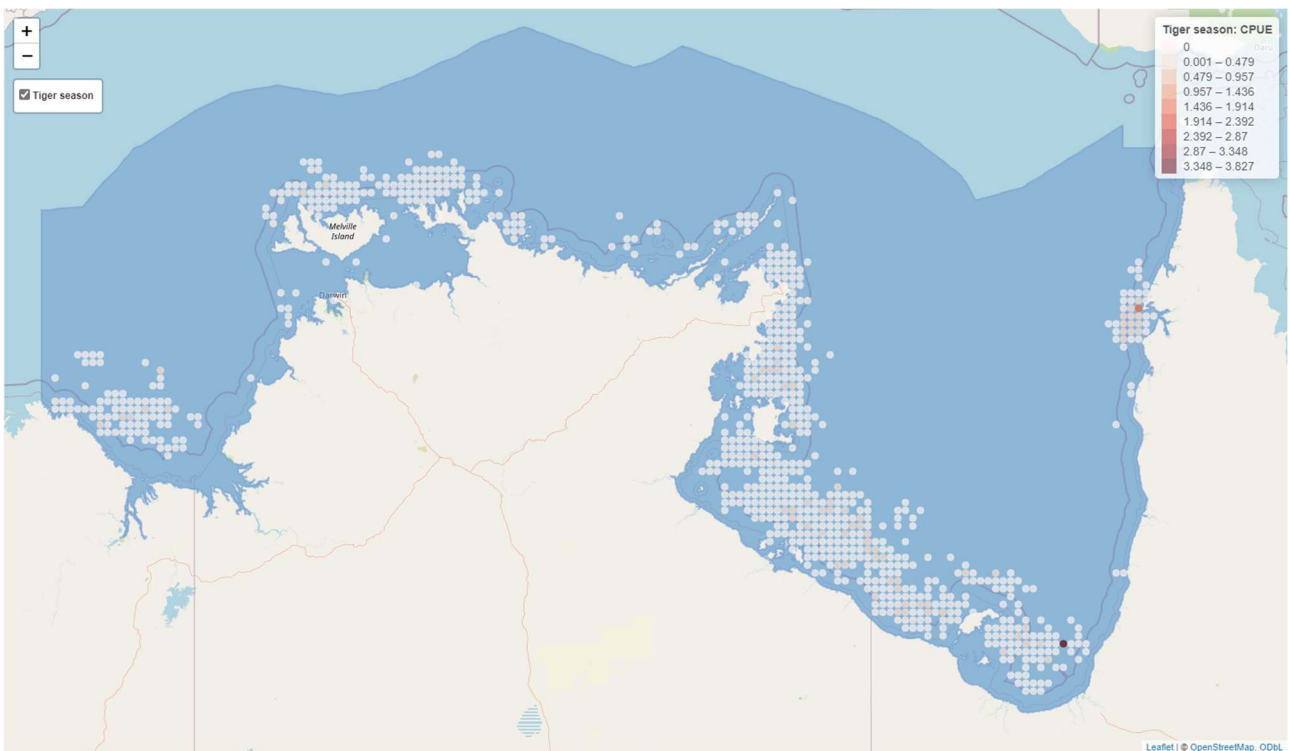 +
−
Tiger season
Tiger season: CPUE
0
0.001 – 0.479
0.479 – 0.957
0.957 – 1.436
1.436 – 1.914
1.914 – 2.392
2.392 – 2.87
2.87 – 3.348
3.348 – 3.827
Daru
Melville
Island
Darwin
Leaflet | © OpenStreetMap, ODbL